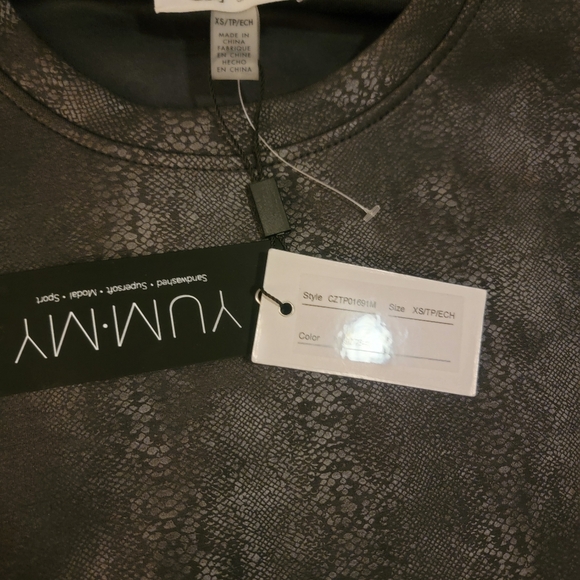 XS/TP/ECH
MADE IN
CHINA
FABRIQUE
EN CHINE
HECHO
EN CHINA
YUM•MY
Sandwashed • Supersoft • Modal • Sport
Style CZTP01691M Size XS/TP/ECH
Color